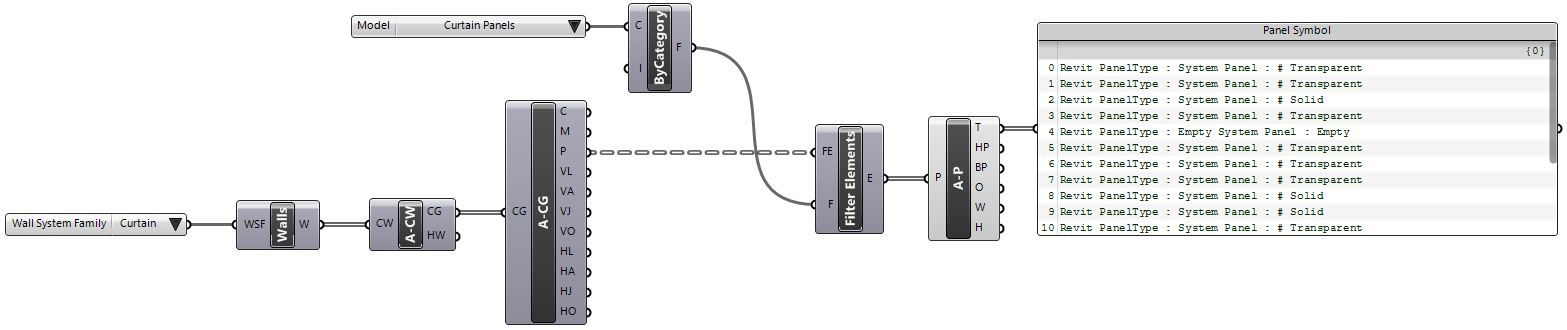 Model Curtain Panels
C
I
ByCategory
F
Wall System Family Curtain
WSF
Walls
W
CW
A-CW
CG
HW
CG
A-CG
C
M
P
VL
VA
VJ
VO
HL
HA
HJ
HO
FE
F
Filter Elements
E
P
A-P
T
HP
BP
O
W
H
Panel Symbol
{0}
0 Revit PanelType : System Panel : # Transparent
1 Revit PanelType : System Panel : # Transparent
2 Revit PanelType : System Panel : # Solid
3 Revit PanelType : System Panel : # Transparent
4 Revit PanelType : Empty System Panel : Empty
5 Revit PanelType : System Panel : # Transparent
6 Revit PanelType : System Panel : # Transparent
7 Revit PanelType : System Panel : # Transparent
8 Revit PanelType : System Panel : # Solid
9 Revit PanelType : System Panel : # Solid
10 Revit PanelType : System Panel : # Transparent